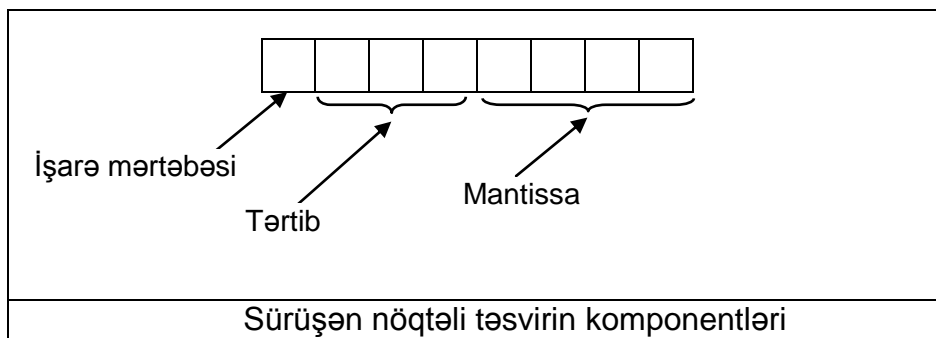 İşarə mərtəbəsi
Mantissa
Tərtib
Sürüşən nöqtəli təsvirin komponentləri